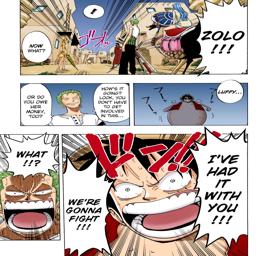 !
ZOLO
!!!
NOW
WHAT?
LUFFY...
HOW'S IT
GOING?
LOOK, YOU
DON'T HAVE
TO GET
INVOLVED
IN THIS...
OR DO
YOU OWE
HER
MONEY,
TOO?
I'VE
HAD
IT
WITH
YOU
!!!
WE'RE
GONNA
FIGHT
!!!
WHAT
!!?